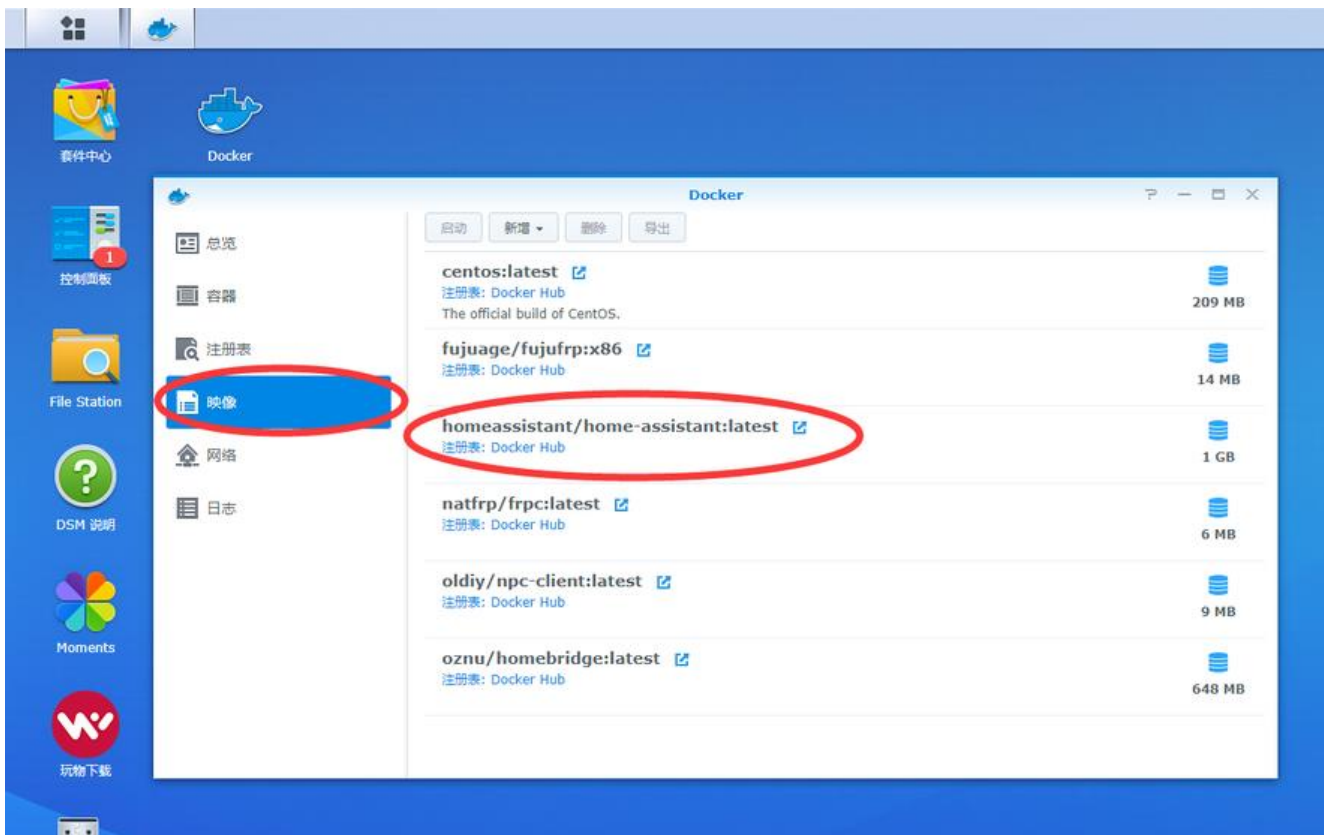 套件中心
Docker
控制面板
1
File Station
DSM 说明
Moments
玩物下载
Docker
总览
容器
注册表
映像
网络
日志
启动
新增
删除
导出
centos:latest
注册表: Docker Hub
The official build of CentOS.
209 MB
fujuage/fujufrp:x86
注册表: Docker Hub
14 MB
homeassistant/home-assistant:latest
注册表: Docker Hub
1 GB
natfrp/frpc:latest
注册表: Docker Hub
6 MB
oldiy/npc-client:latest
注册表: Docker Hub
9 MB
oznu/homebridge:latest
注册表: Docker Hub
648 MB